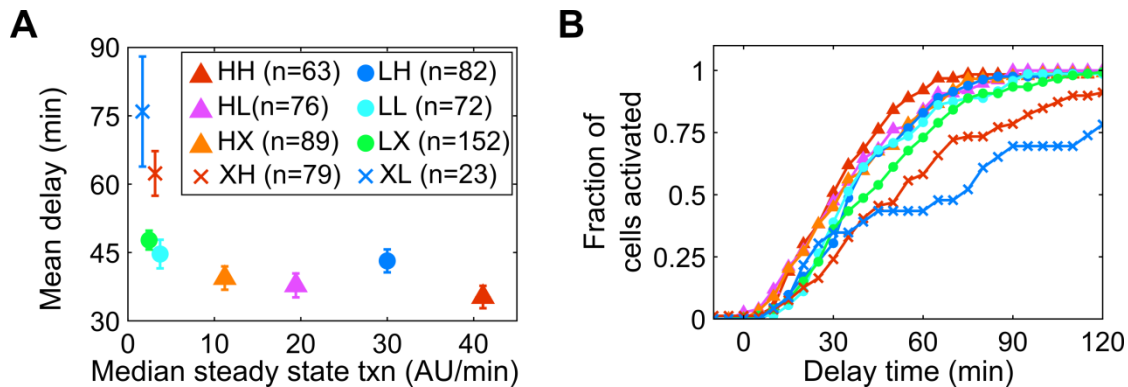 A
Mean delay (min)
90
75
60
45
30
HH (n=63)
HL(n=76)
HX (n=89)
XH (n=79)
LH (n=82)
LL (n=72)
LX (n=152)
XL (n=23)
0 10 20 30 40
Median steady state txn (AU/min)
B
Fraction of
cells activated
1
0.75
0.5
0.25
0
0 30 60 90 120
Delay time (min)